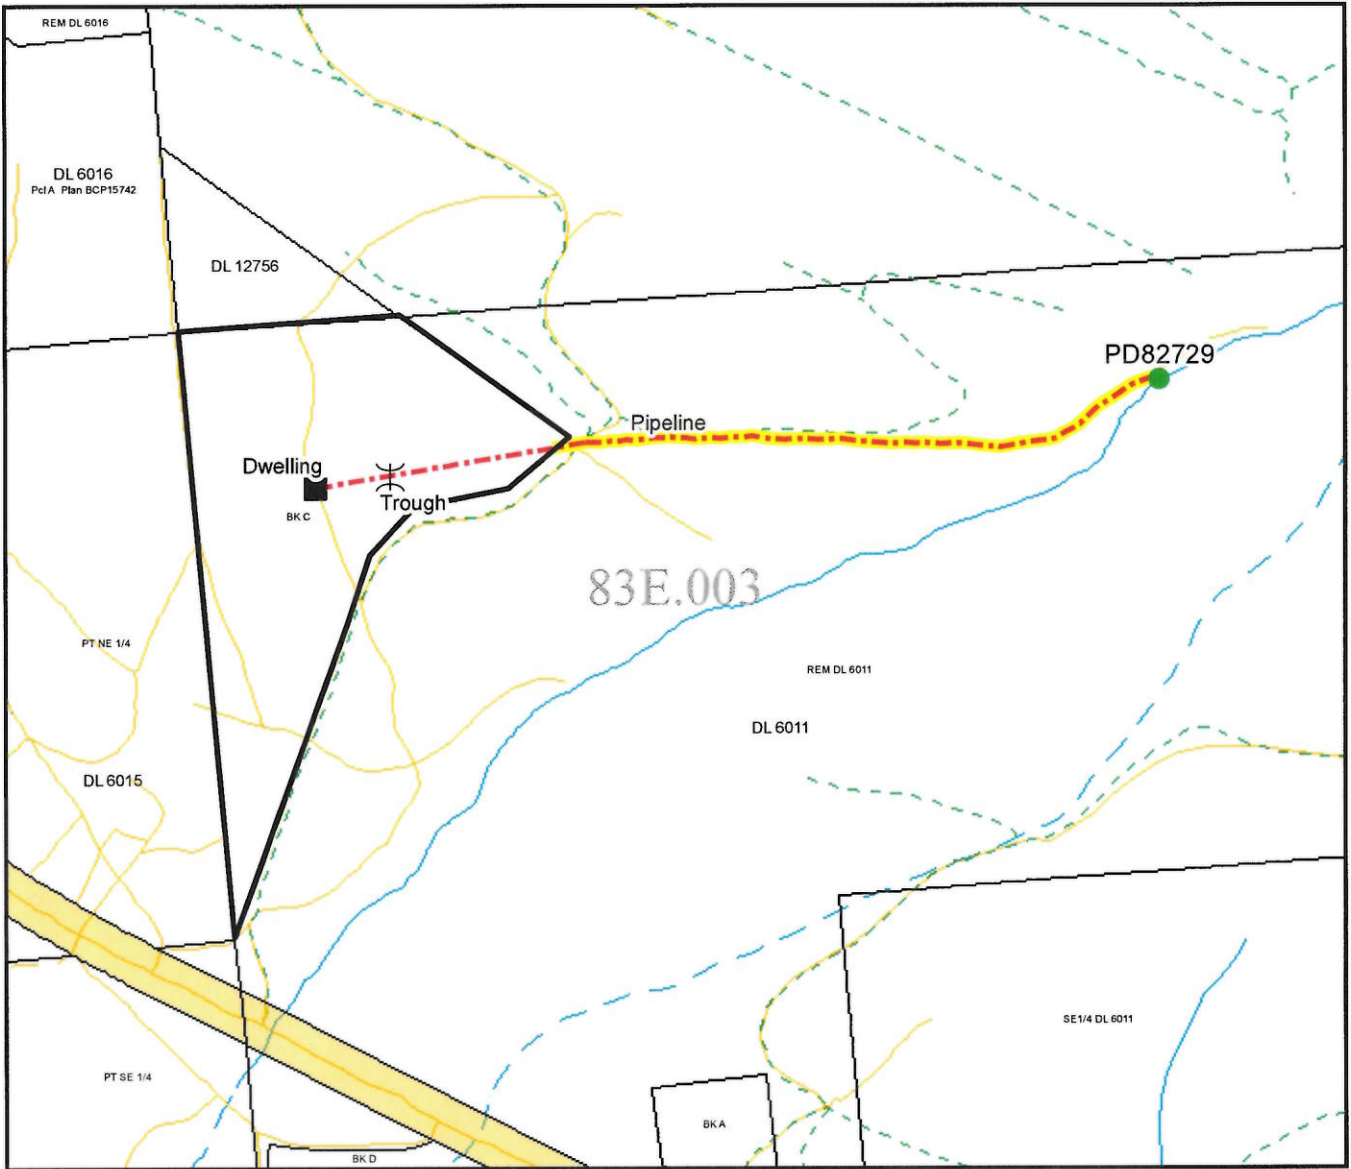 REM DL 6016
DL 6016
Pcl A Plan BCP15742
DL 12756
PD82729
Pipeline
Dwelling
Trough
BK C
83E.003
PT NE 1/4
REM DL 6011
DL 6011
DL 6015
SE1/4 DL 6011
PT SE 1/4
BK A
BK D